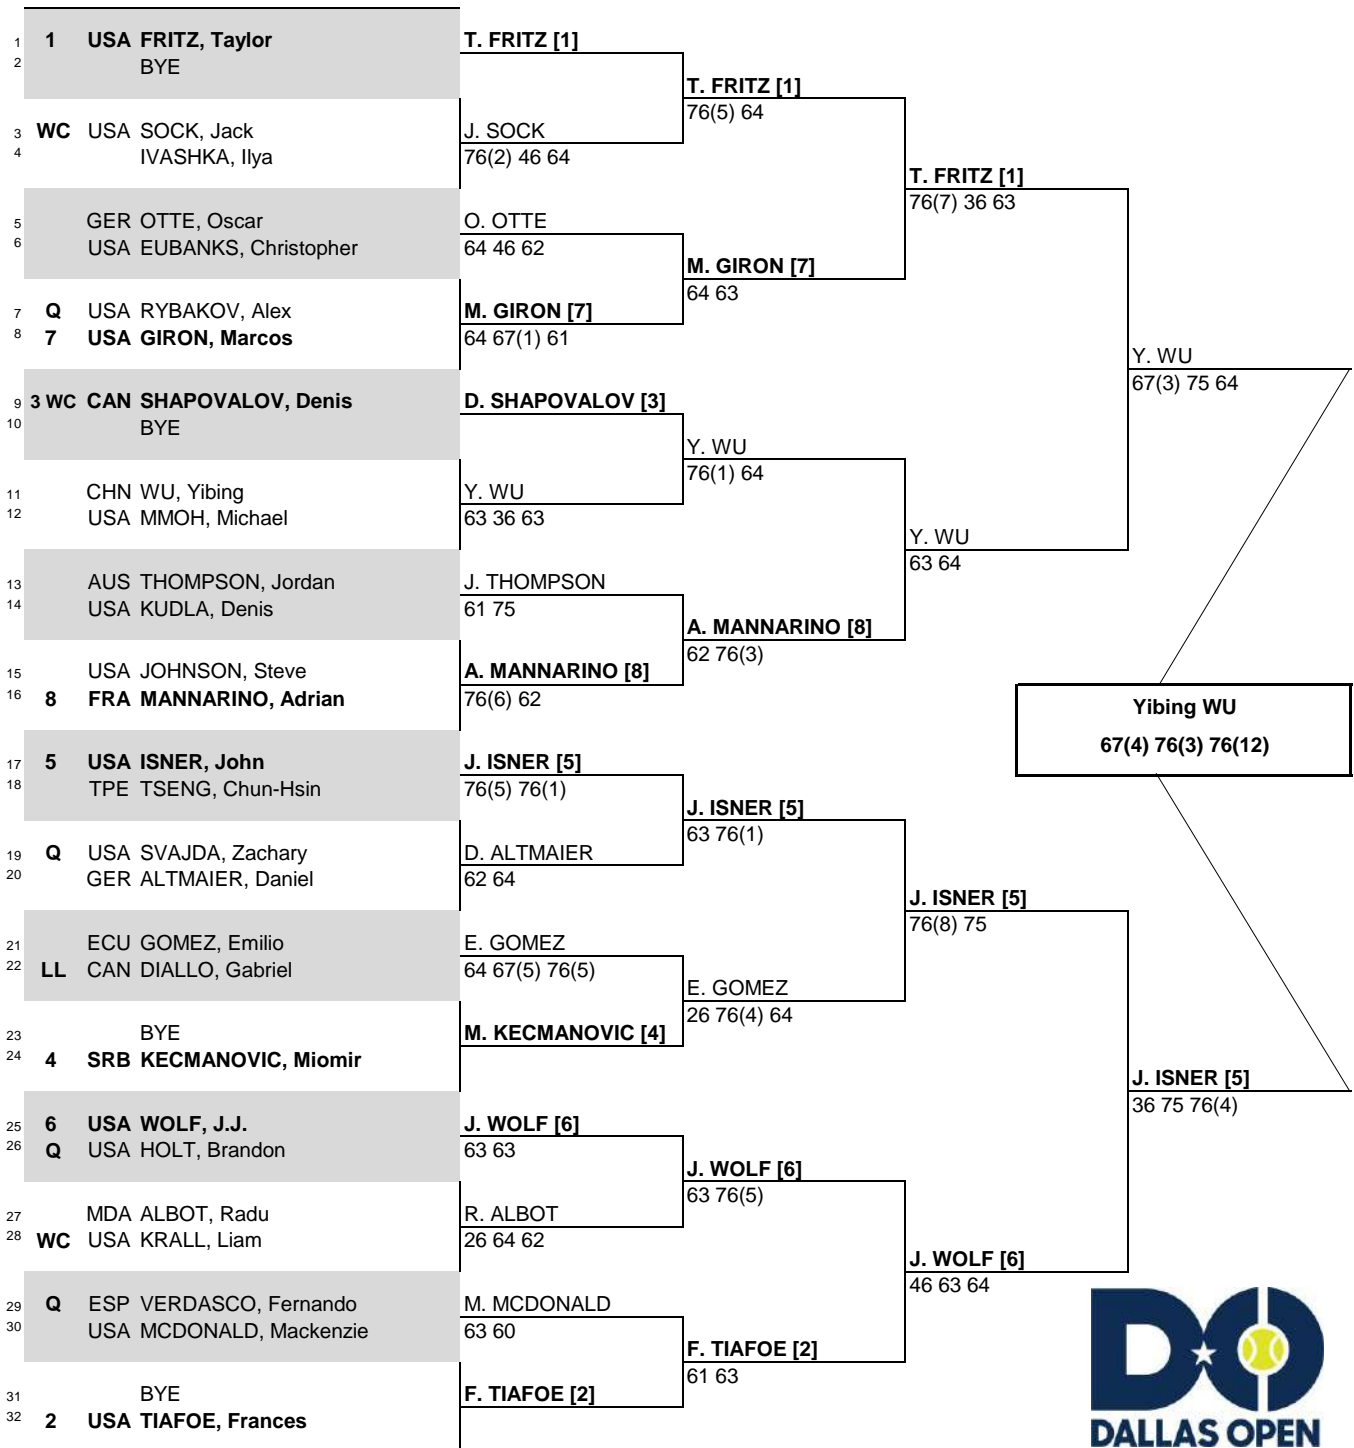 1 1 USA FRITZ, Taylor
2 BYE
3 WC USA SOCK, Jack
4 IVASHKA, Ilya
5 GER OTTE, Oscar
6 USA EUBANKS, Christopher
7 Q USA RYBAKOV, Alex
8 7 USA GIRON, Marcos
9 3 WC CAN SHAPOVALOV, Denis
10 BYE
11 CHN WU, Yibing
12 USA MMOH, Michael
13 AUS THOMPSON, Jordan
14 USA KUDLA, Denis
15 USA JOHNSON, Steve
16 8 FRA MANNARINO, Adrian
17 5 USA ISNER, John
18 TPE TSENG, Chun-Hsin
19 Q USA SVAJDA, Zachary
20 GER ALTMAIER, Daniel
21 ECU GOMEZ, Emilio
22 LL CAN DIALLO, Gabriel
23 BYE
24 4 SRB KECMANOVIC, Miomir
25 6 USA WOLF, J.J.
26 Q USA HOLT, Brandon
27 MDA ALBOT, Radu
28 WC USA KRALL, Liam
29 Q ESP VERDASCO, Fernando
30 USA MCDONALD, Mackenzie
31 BYE
32 2 USA TIAFOE, Frances
T. FRITZ [1]
J. SOCK
76(2) 46 64
O. OTTE
64 46 62
M. GIRON [7]
64 67(1) 61
D. SHAPOVALOV [3]
Y. WU
63 36 63
J. THOMPSON
61 75
A. MANNARINO [8]
76(6) 62
J. ISNER [5]
76(5) 76(1)
D. ALTMAIER
62 64
E. GOMEZ
64 67(5) 76(5)
M. KECMANOVIC [4]
J. WOLF [6]
63 63
R. ALBOT
26 64 62
M. MCDONALD
63 60
F. TIAFOE [2]
T. FRITZ [1]
76(5) 64
M. GIRON [7]
64 63
Y. WU
76(1) 64
A. MANNARINO [8]
62 76(3)
J. ISNER [5]
63 76(1)
E. GOMEZ
26 76(4) 64
J. WOLF [6]
63 76(5)
F. TIAFOE [2]
61 63
T. FRITZ [1]
76(7) 36 63
Y. WU
63 64
J. ISNER [5]
76(8) 75
J. WOLF [6]
46 63 64
Y. WU
67(3) 75 64
J. ISNER [5]
36 75 76(4)
Yibing WU
67(4) 76(3) 76(12)
DO
DALLAS OPEN